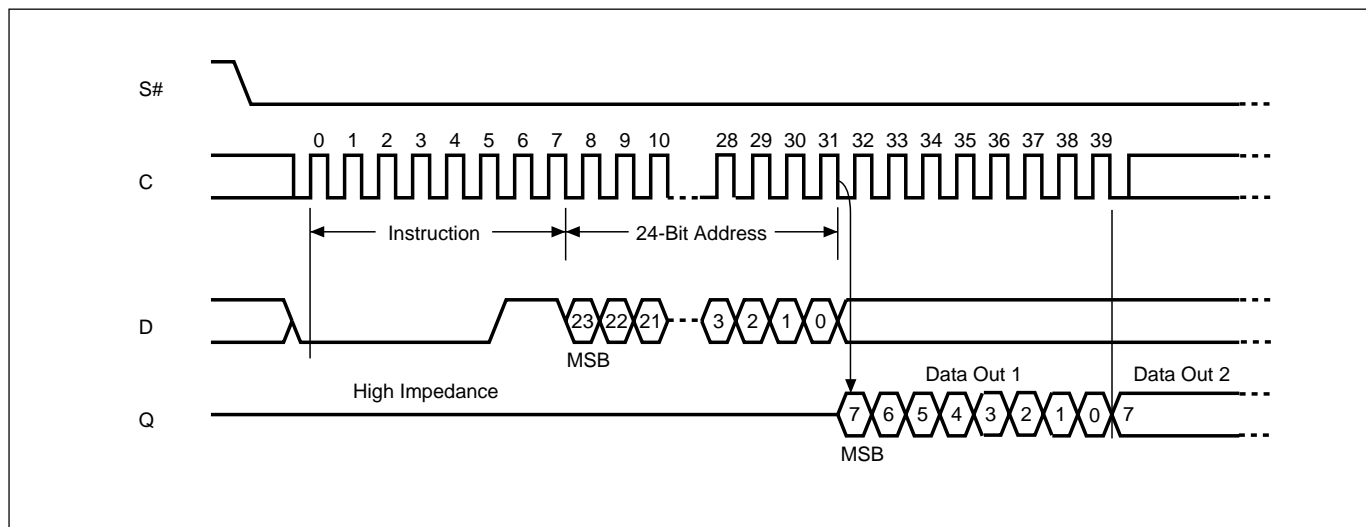 S#
0 1 2 3 4 5 6 7 8 9 10 28 29 30 31 32 33 34 35 36 37 38 39
C
Instruction 24-Bit Address
D
23 22 21 3 2 1 0
MSB
High Impedance Data Out 1 Data Out 2
Q
7 6 5 4 3 2 1 0 7
MSB